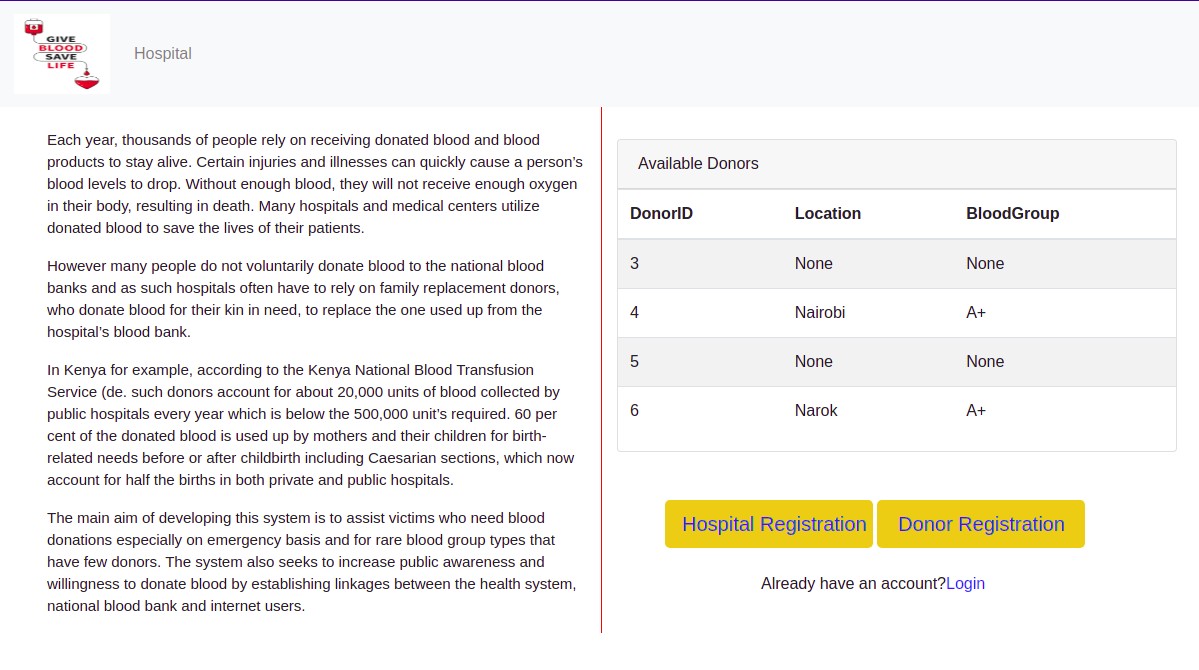 GIVE
BLOOD
SAVE
LIFE
Hospital
Each year, thousands of people rely on receiving donated blood and blood
products to stay alive. Certain injuries and illnesses can quickly cause a person’s
blood levels to drop. Without enough blood, they will not receive enough oxygen
in their body, resulting in death. Many hospitals and medical centers utilize
donated blood to save the lives of their patients.
However many people do not voluntarily donate blood to the national blood
banks and as such hospitals often have to rely on family replacement donors,
who donate blood for their kin in need, to replace the one used up from the
hospital’s blood bank.
In Kenya for example, according to the Kenya National Blood Transfusion
Service (de. such donors account for about 20,000 units of blood collected by
public hospitals every year which is below the 500,000 unit’s required. 60 per
cent of the donated blood is used up by mothers and their children for birth-
related needs before or after childbirth including Caesarian sections, which now
account for half the births in both private and public hospitals.
The main aim of developing this system is to assist victims who need blood
donations especially on emergency basis and for rare blood group types that
have few donors. The system also seeks to increase public awareness and
willingness to donate blood by establishing linkages between the health system,
national blood bank and internet users.
Available Donors
DonorID Location BloodGroup
3 None None
4 Nairobi A+
5 None None
6 Narok A+
Hospital Registration Donor Registration
Already have an account?Login